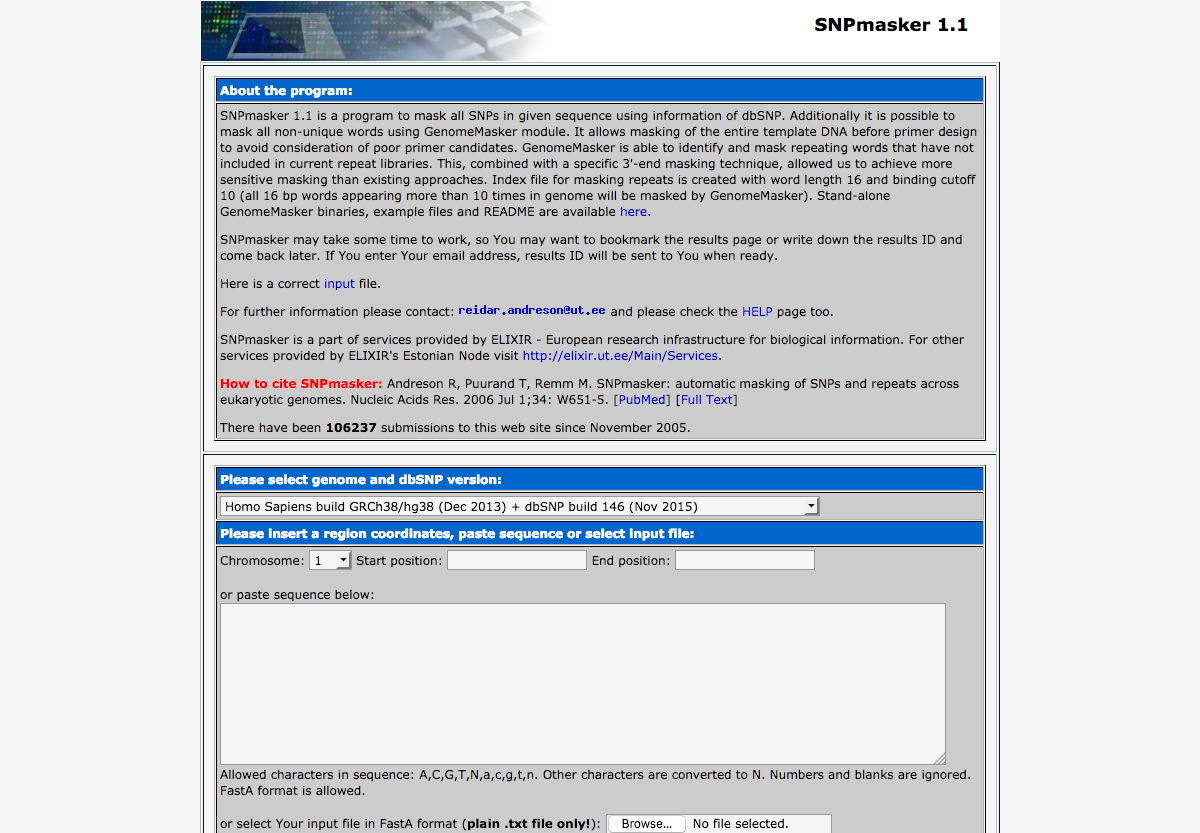 SNPmasker 1.1
About the program:
SNPmasker 1.1 is a program to mask all SNPs in given sequence using information of dbSNP. Additionally it is possible to
mask all non-unique words using GenomeMasker module. It allows masking of the entire template DNA before primer design
to avoid consideration of poor primer candidates. GenomeMasker is able to identify and mask repeating words that have not
included in current repeat libraries. This, combined with a specific 3'-end masking technique, allowed us to achieve more
sensitive masking than existing approaches. Index file for masking repeats is created with word length 16 and binding cutoff
10 (all 16 bp words appearing more than 10 times in genome will be masked by GenomeMasker). Stand-alone
GenomeMasker binaries, example files and README are available here.
SNPmasker may take some time to work, so You may want to bookmark the results page or write down the results ID and
come back later. If You enter Your email address, results ID will be sent to You when ready.
Here is a correct input file.
For further information please contact: reidar.andreson@ut.ee and please check the HELP page too.
SNPmasker is a part of services provided by ELIXIR - European research infrastructure for biological information. For other
services provided by ELIXIR's Estonian Node visit http://elixir.ut.ee/Main/Services.
How to cite SNPmasker: Andreson R, Puurand T, Remm M. SNPmasker: automatic masking of SNPs and repeats across
eukaryotic genomes. Nucleic Acids Res. 2006 Jul 1;34: W651-5. [PubMed] [Full Text]
There have been 106237 submissions to this web site since November 2005.
Please select genome and dbSNP version:
Homo Sapiens build GRCh38/hg38 (Dec 2013) + dbSNP build 146 (Nov 2015)
Please insert a region coordinates, paste sequence or select input file:
Chromosome: 1 Start position: End position:
or paste sequence below:
Allowed characters in sequence: A,C,G,T,N,a,c,g,t,n. Other characters are converted to N. Numbers and blanks are ignored.
FastA format is allowed.
or select Your input file in FastA format (plain .txt file only!): Browse... No file selected.